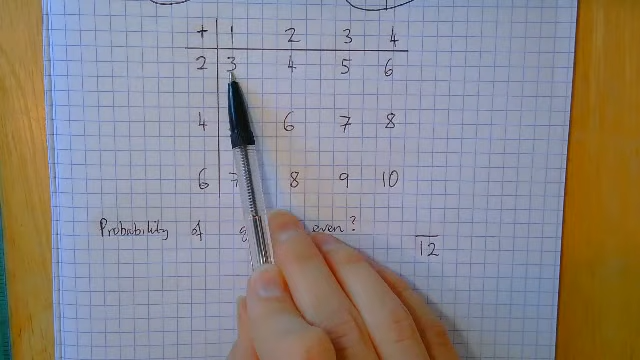 + 1 2 3 4
2 3 4 5 6
4 6 7 8
6 7 8 9 10
Probability of even?
12